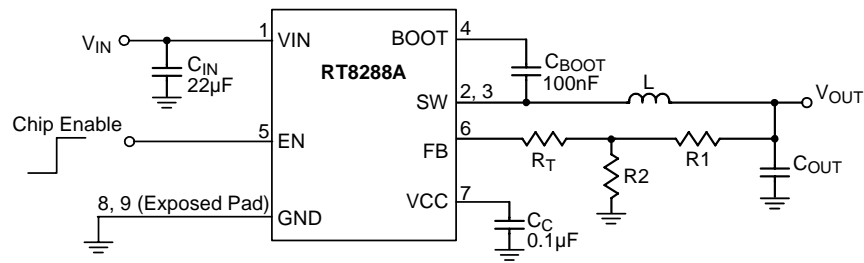 V_IN
1
VIN
C_IN
22µF
RT8288A
BOOT
4
C_BOOT
100nF
SW
2, 3
L
V_OUT
Chip Enable
5
EN
FB
6
R_T
R2
R1
C_OUT
8, 9 (Exposed Pad)
GND
VCC
7
C_C
0.1µF